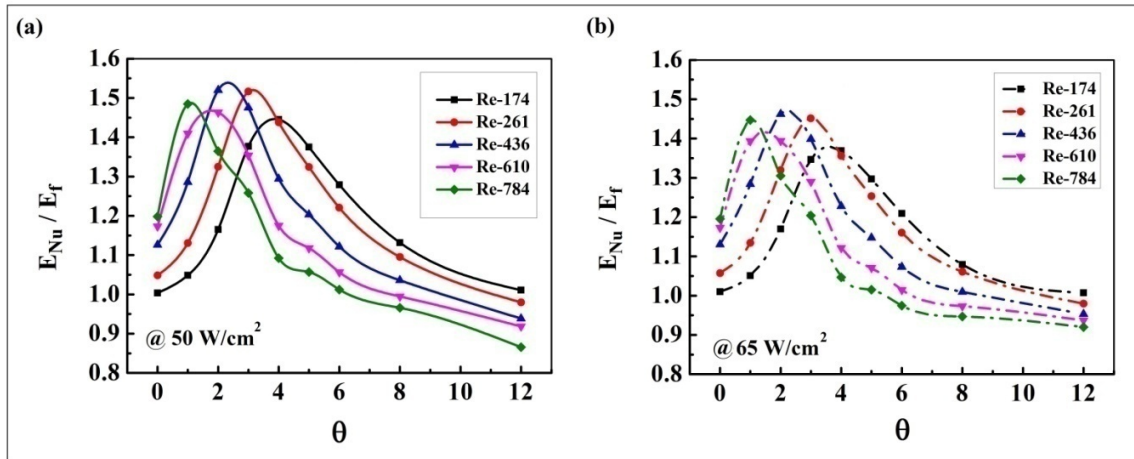 (a)
1.6
1.5
1.4
1.3
1.2
1.1
1.0
0.9
0.8
E_Nu / E_f
Re-174
Re-261
Re-436
Re-610
Re-784
@ 50 W/cm²
0 2 4 6 8 10 12
θ
(b)
1.6
1.5
1.4
1.3
1.2
1.1
1.0
0.9
0.8
E_Nu / E_f
Re-174
Re-261
Re-436
Re-610
Re-784
@ 65 W/cm²
0 2 4 6 8 10 12
θ